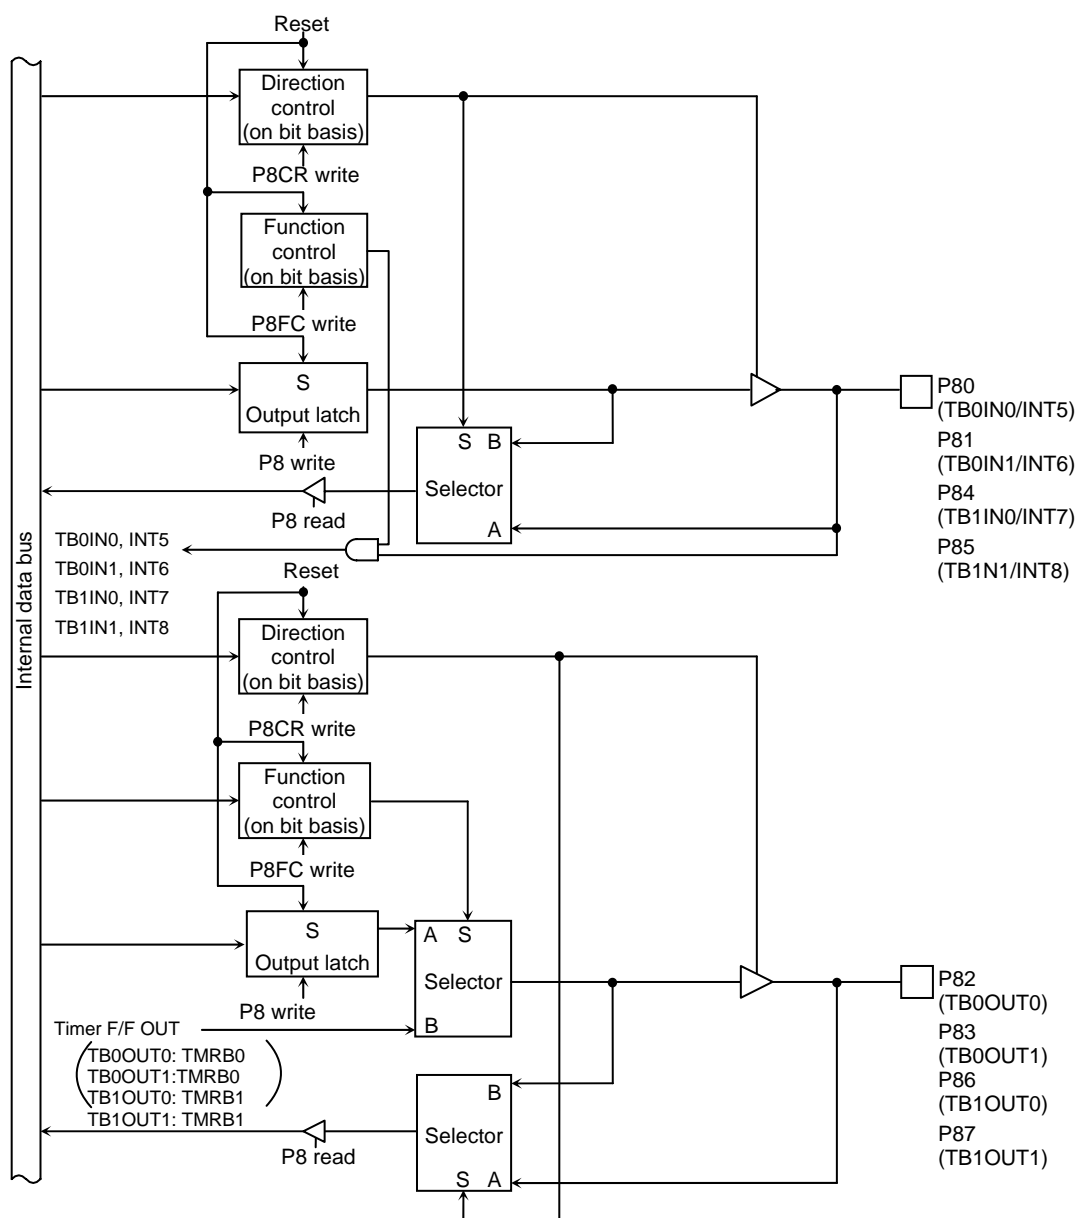 Reset
Direction
control
(on bit basis)
P8CR write
Function
control
(on bit basis)
P8FC write
S
Output latch
P8 write
S B
Selector
A
P8 read
P80
(TB0IN0/INT5)
P81
(TB0IN1/INT6)
P84
(TB1IN0/INT7)
P85
(TB1N1/INT8)
TB0IN0, INT5
TB0IN1, INT6
TB1IN0, INT7
TB1IN1, INT8
Internal data bus
Reset
Direction
control
(on bit basis)
P8CR write
Function
control
(on bit basis)
P8FC write
S
Output latch
P8 write
A S
Selector
B
Timer F/F OUT
TB0OUT0: TMRB0
TB0OUT1:TMRB0
TB1OUT0: TMRB1
TB1OUT1: TMRB1
B
Selector
S A
P8 read
P82
(TB0OUT0)
P83
(TB0OUT1)
P86
(TB1OUT0)
P87
(TB1OUT1)